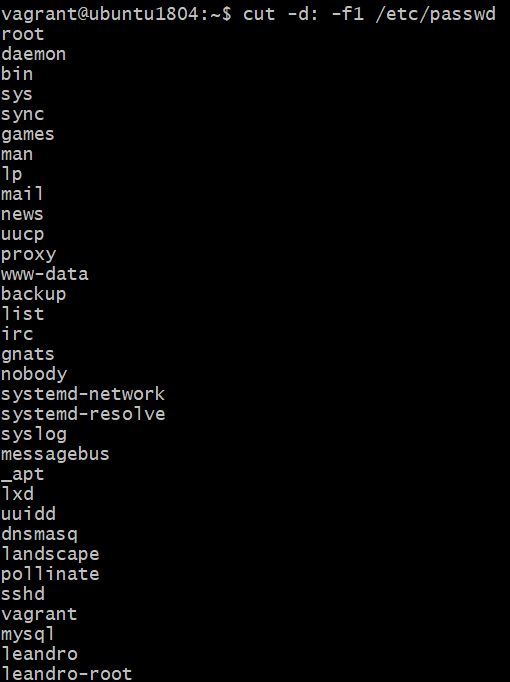 vagrant@ubuntu1804:~$ cut -d: -f1 /etc/passwd
root
daemon
bin
sys
sync
games
man
lp
mail
news
uucp
proxy
www-data
backup
list
irc
gnats
nobody
systemd-network
systemd-resolve
syslog
messagebus
_apt
lxd
uuidd
dnsmasq
landscape
pollinate
sshd
vagrant
mysql
leandro
leandro-root